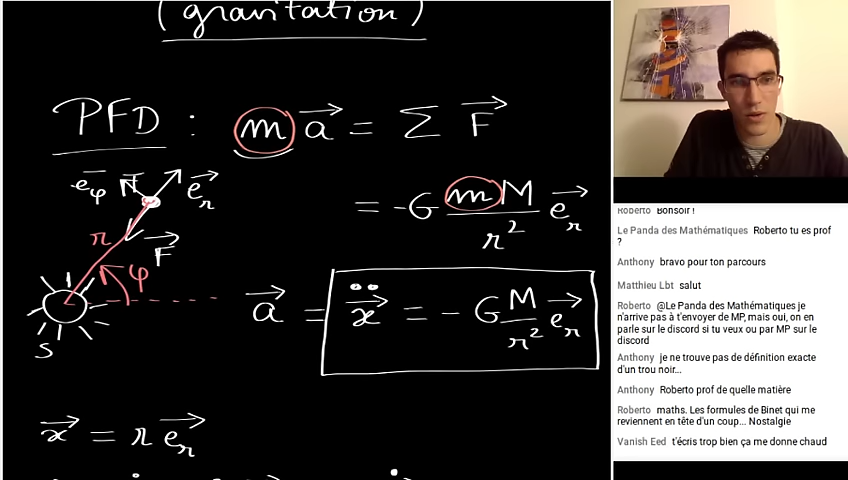 (gravitation)
PFD : m a⃗ = Σ F⃗
e⃗φ e⃗r
= -G mM/r² e⃗r
r F⃗
φ
a⃗ = ẍ⃗ = - G M/r² e⃗r
S
x⃗ = r e⃗r
Roberto Bonsoir !
Le Panda des Mathématiques Roberto tu es prof
?
Anthony bravo pour ton parcours
Matthieu Lbt salut
Roberto @Le Panda des Mathématiques je
n'arrive pas à t'envoyer de MP, mais oui, on en
parle sur le discord si tu veux ou par MP sur le
discord
Anthony je ne trouve pas de définition exacte
d'un trou noir...
Anthony Roberto prof de quelle matière
Roberto maths. Les formules de Binet qui me
reviennent en tête d'un coup... Nostalgie
Vanish Eed t'écris trop bien ça me donne chaud